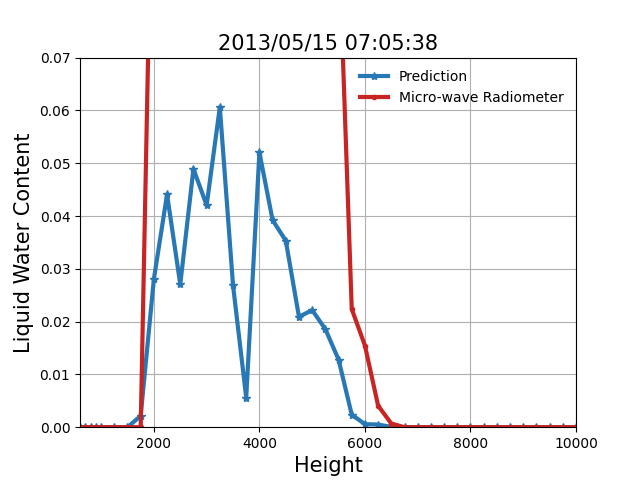 2013/05/15 07:05:38
0.07
0.06
0.05
0.04
0.03
0.02
0.01
0.00
Liquid Water Content
Prediction
Micro-wave Radiometer
2000 4000 6000 8000 10000
Height